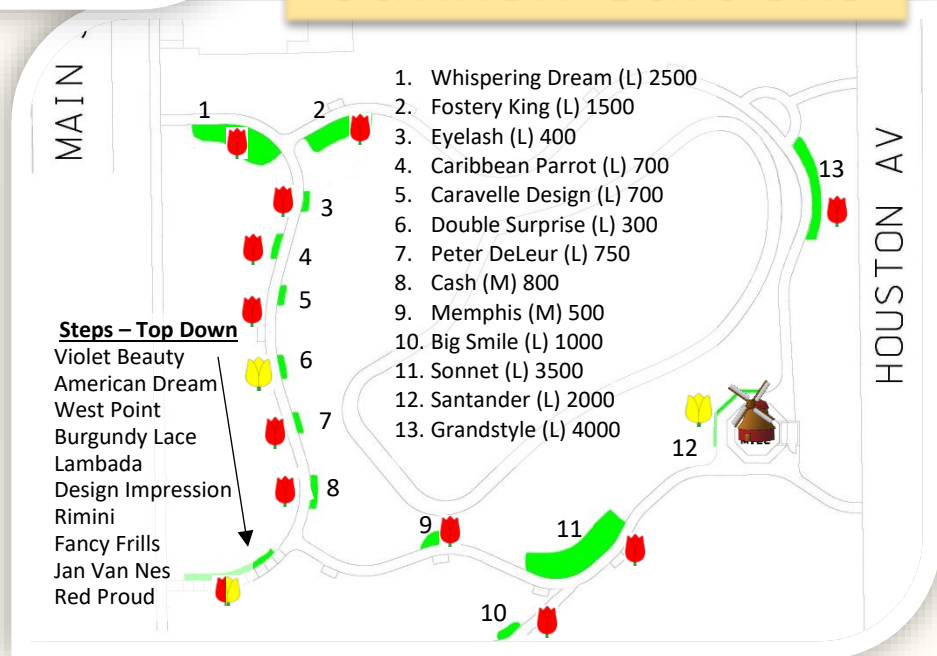 MAIN
1
2
3
4
5
6
7
8
9
10
11
12
13
1. Whispering Dream (L) 2500
2. Fostery King (L) 1500
3. Eyelash (L) 400
4. Caribbean Parrot (L) 700
5. Caravelle Design (L) 700
6. Double Surprise (L) 300
7. Peter DeLeur (L) 750
8. Cash (M) 800
9. Memphis (M) 500
10. Big Smile (L) 1000
11. Sonnet (L) 3500
12. Santander (L) 2000
13. Grandstyle (L) 4000
Steps – Top Down
Violet Beauty
American Dream
West Point
Burgundy Lace
Lambada
Design Impression
Rimini
Fancy Frills
Jan Van Nes
Red Proud
HOUSTON AV